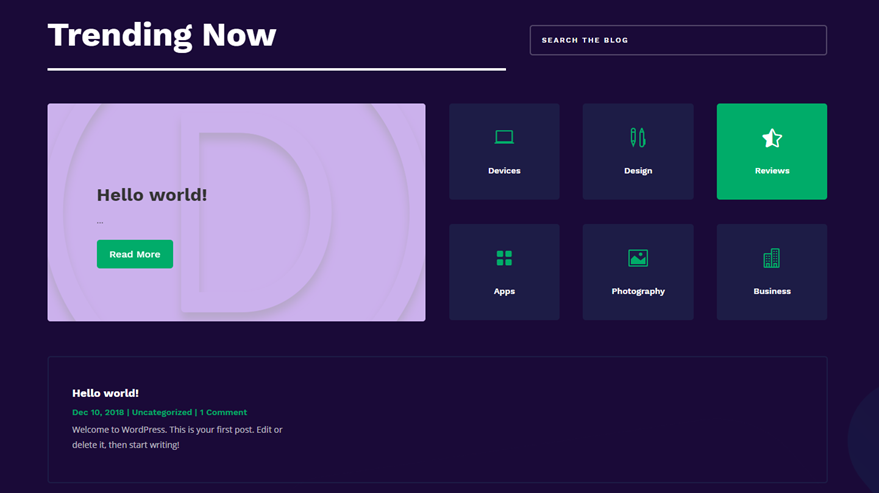 Trending Now
SEARCH THE BLOG
Hello world!
...
Read More
Devices
Design
Reviews
Apps
Photography
Business
Hello world!
Dec 10, 2018 | Uncategorized | 1 Comment
Welcome to WordPress. This is your first post. Edit or
delete it, then start writing!